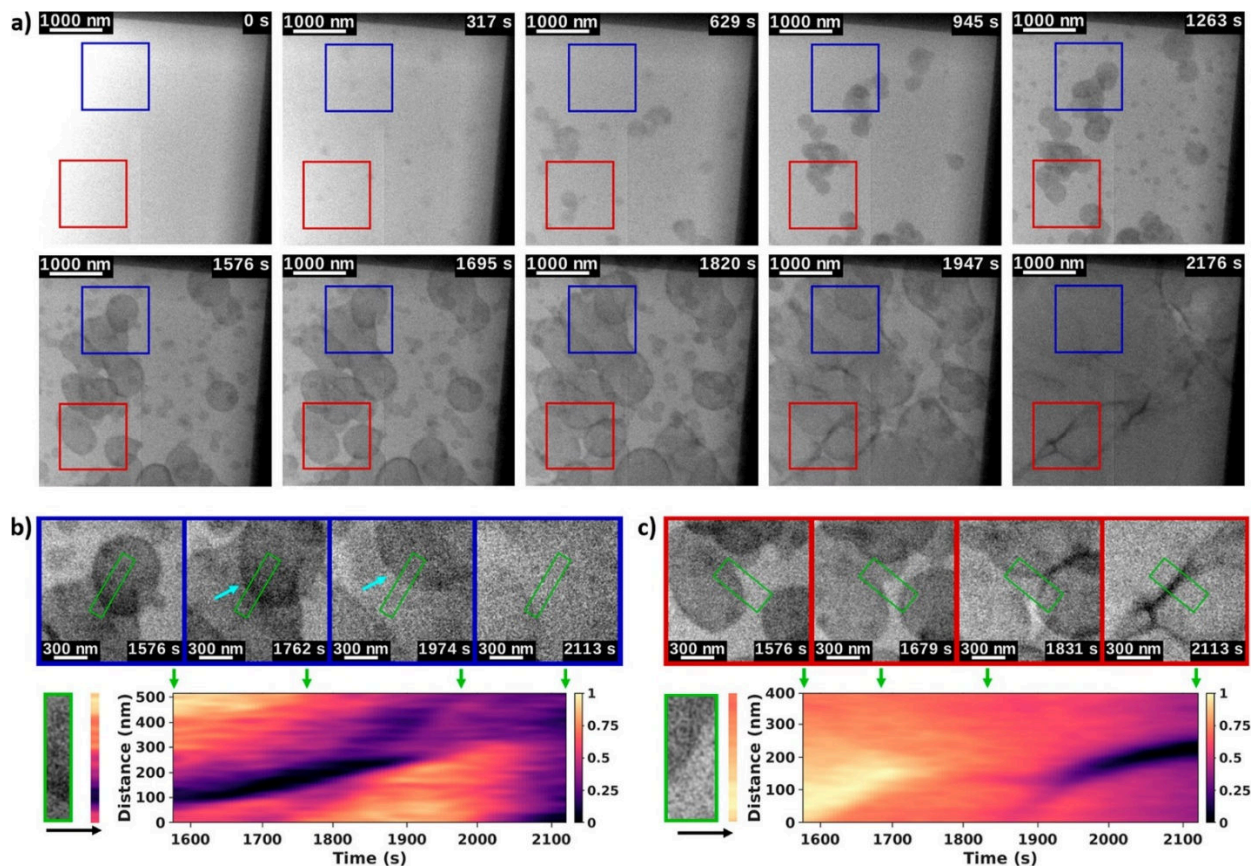 a)
1000 nm 0 s
1000 nm 317 s
1000 nm 629 s
1000 nm 945 s
1000 nm 1263 s
1000 nm 1576 s
1000 nm 1695 s
1000 nm 1820 s
1000 nm 1947 s
1000 nm 2176 s
b)
300 nm 1576 s
300 nm 1762 s
300 nm 1974 s
300 nm 2113 s
Distance (nm)
500
400
300
200
100
0
1600 1700 1800 1900 2000 2100
Time (s)
1
0.75
0.5
0.25
0
c)
300 nm 1576 s
300 nm 1679 s
300 nm 1831 s
300 nm 2113 s
Distance (nm)
400
300
200
100
0
1600 1700 1800 1900 2000 2100
Time (s)
1
0.75
0.5
0.25
0